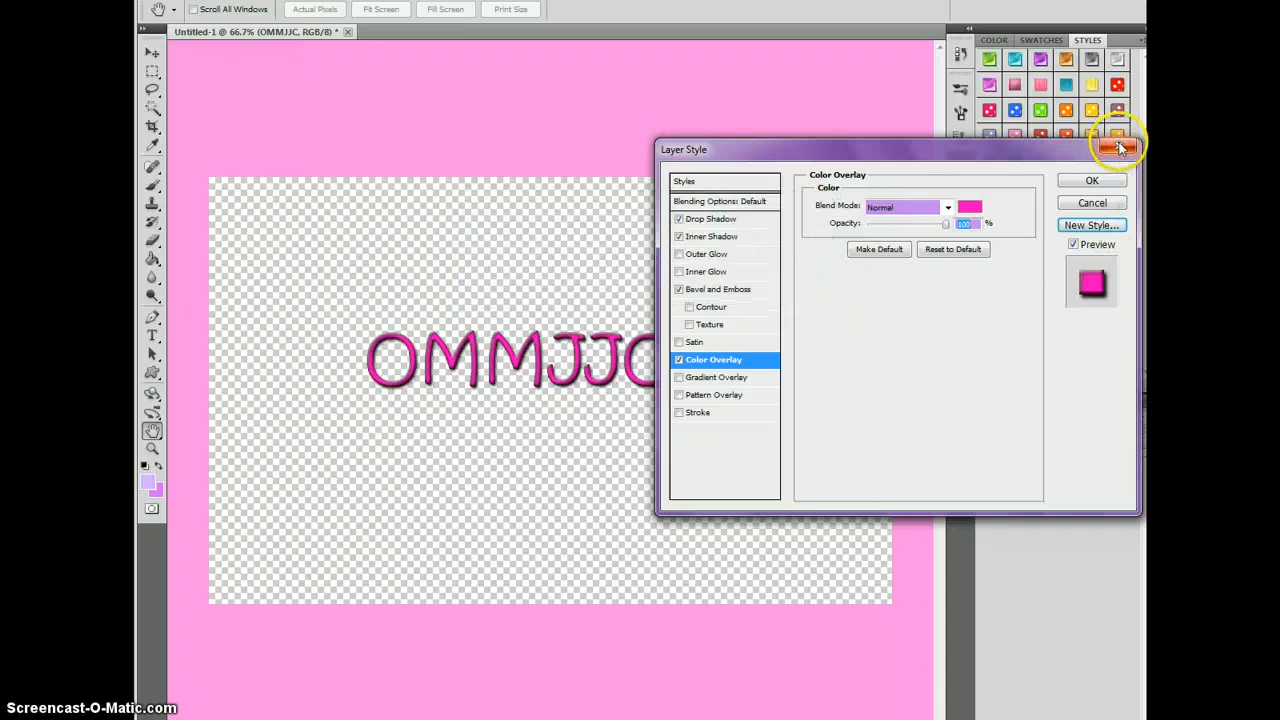 Scroll All Windows
Actual Pixels
Fit Screen
Fill Screen
Print Size
Untitled-1 @ 66.7% (OMMJJC, RGB/8) *
COLOR
SWATCHES
STYLES
Layer Style
Styles
Blending Options: Default
Drop Shadow
Inner Shadow
Outer Glow
Inner Glow
Bevel and Emboss
Contour
Texture
Satin
Color Overlay
Gradient Overlay
Pattern Overlay
Stroke
Color Overlay
Color
Blend Mode: Normal
Opacity: 100 %
Make Default
Reset to Default
OK
Cancel
New Style...
Preview
OMMJJC
Screencast-O-Matic.com